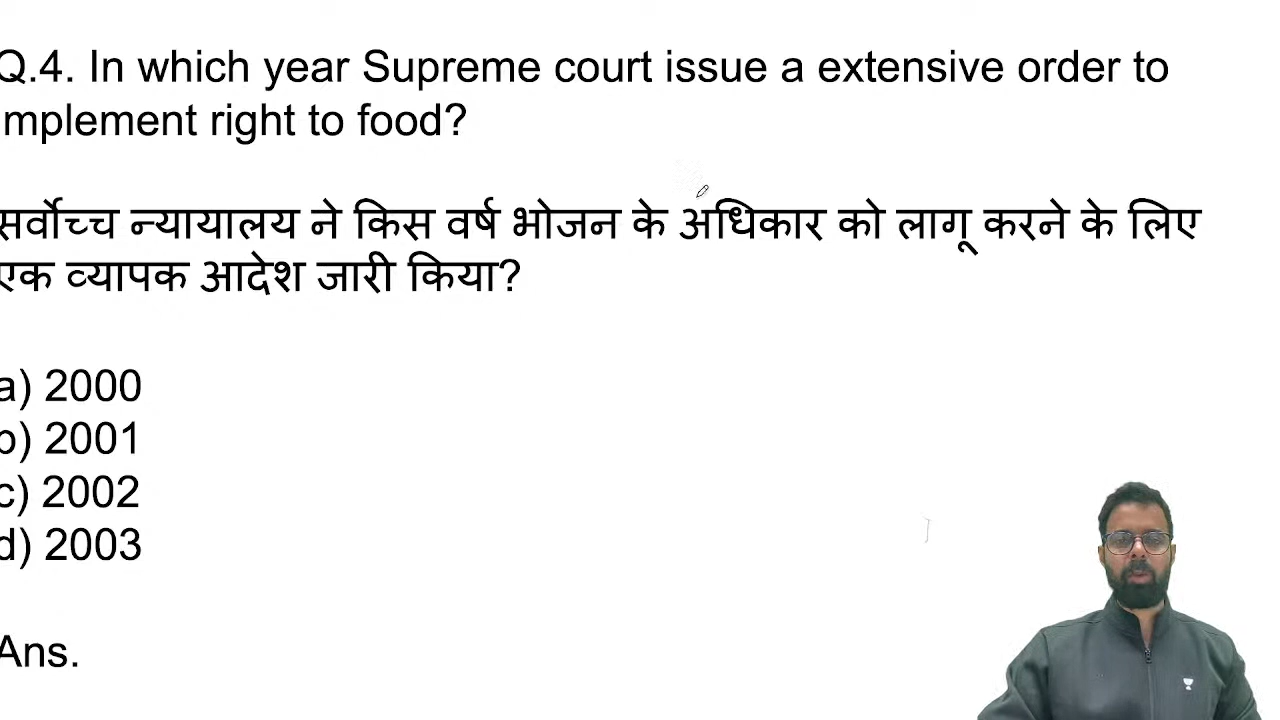 Q.4. In which year Supreme court issue a extensive order to
implement right to food?
सर्वोच्च न्यायालय ने किस वर्ष भोजन के अधिकार को लागू करने के लिए
एक व्यापक आदेश जारी किया?
a) 2000
b) 2001
c) 2002
d) 2003
Ans.